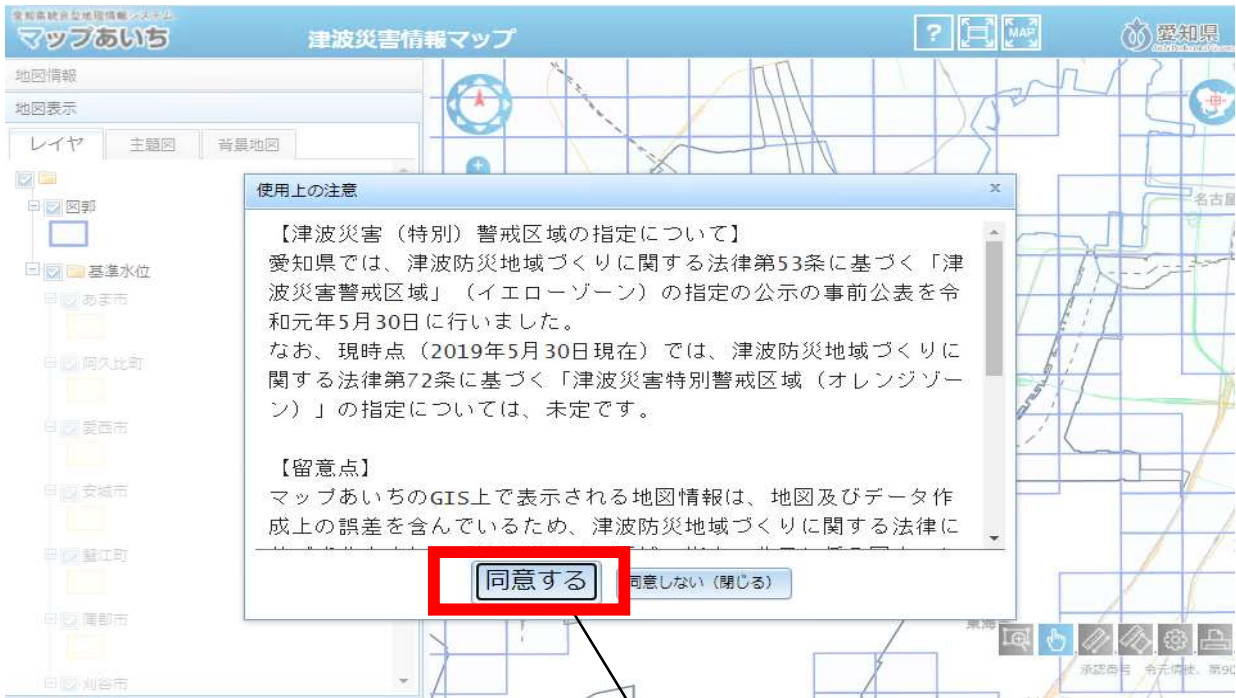 愛知県統合型地理情報システム
マップあいち
津波災害情報マップ
?
MAP
愛知県
地図情報
地図表示
レイヤ
主題図
背景地図
図郭
基準水位
あま市
阿久比町
愛西市
安城市
蟹江町
蒲郡市
刈谷市
使用上の注意
x
【津波災害（特別）警戒区域の指定について】
愛知県では、津波防災地域づくりに関する法律第53条に基づく「津
波災害警戒区域」（イエローゾーン）の指定の公示の事前公表を令
和元年5月30日に行いました。
なお、現時点（2019年5月30日現在）では、津波防災地域づくりに
関する法律第72条に基づく「津波災害特別警戒区域（オレンジゾー
ン）」の指定については、未定です。
【留意点】
マップあいちのGIS上で表示される地図情報は、地図及びデータ作
成上の誤差を含んでいるため、津波防災地域づくりに関する法律に
同意する
同意しない（閉じる）
名古屋
承認番号 令元情使、第90